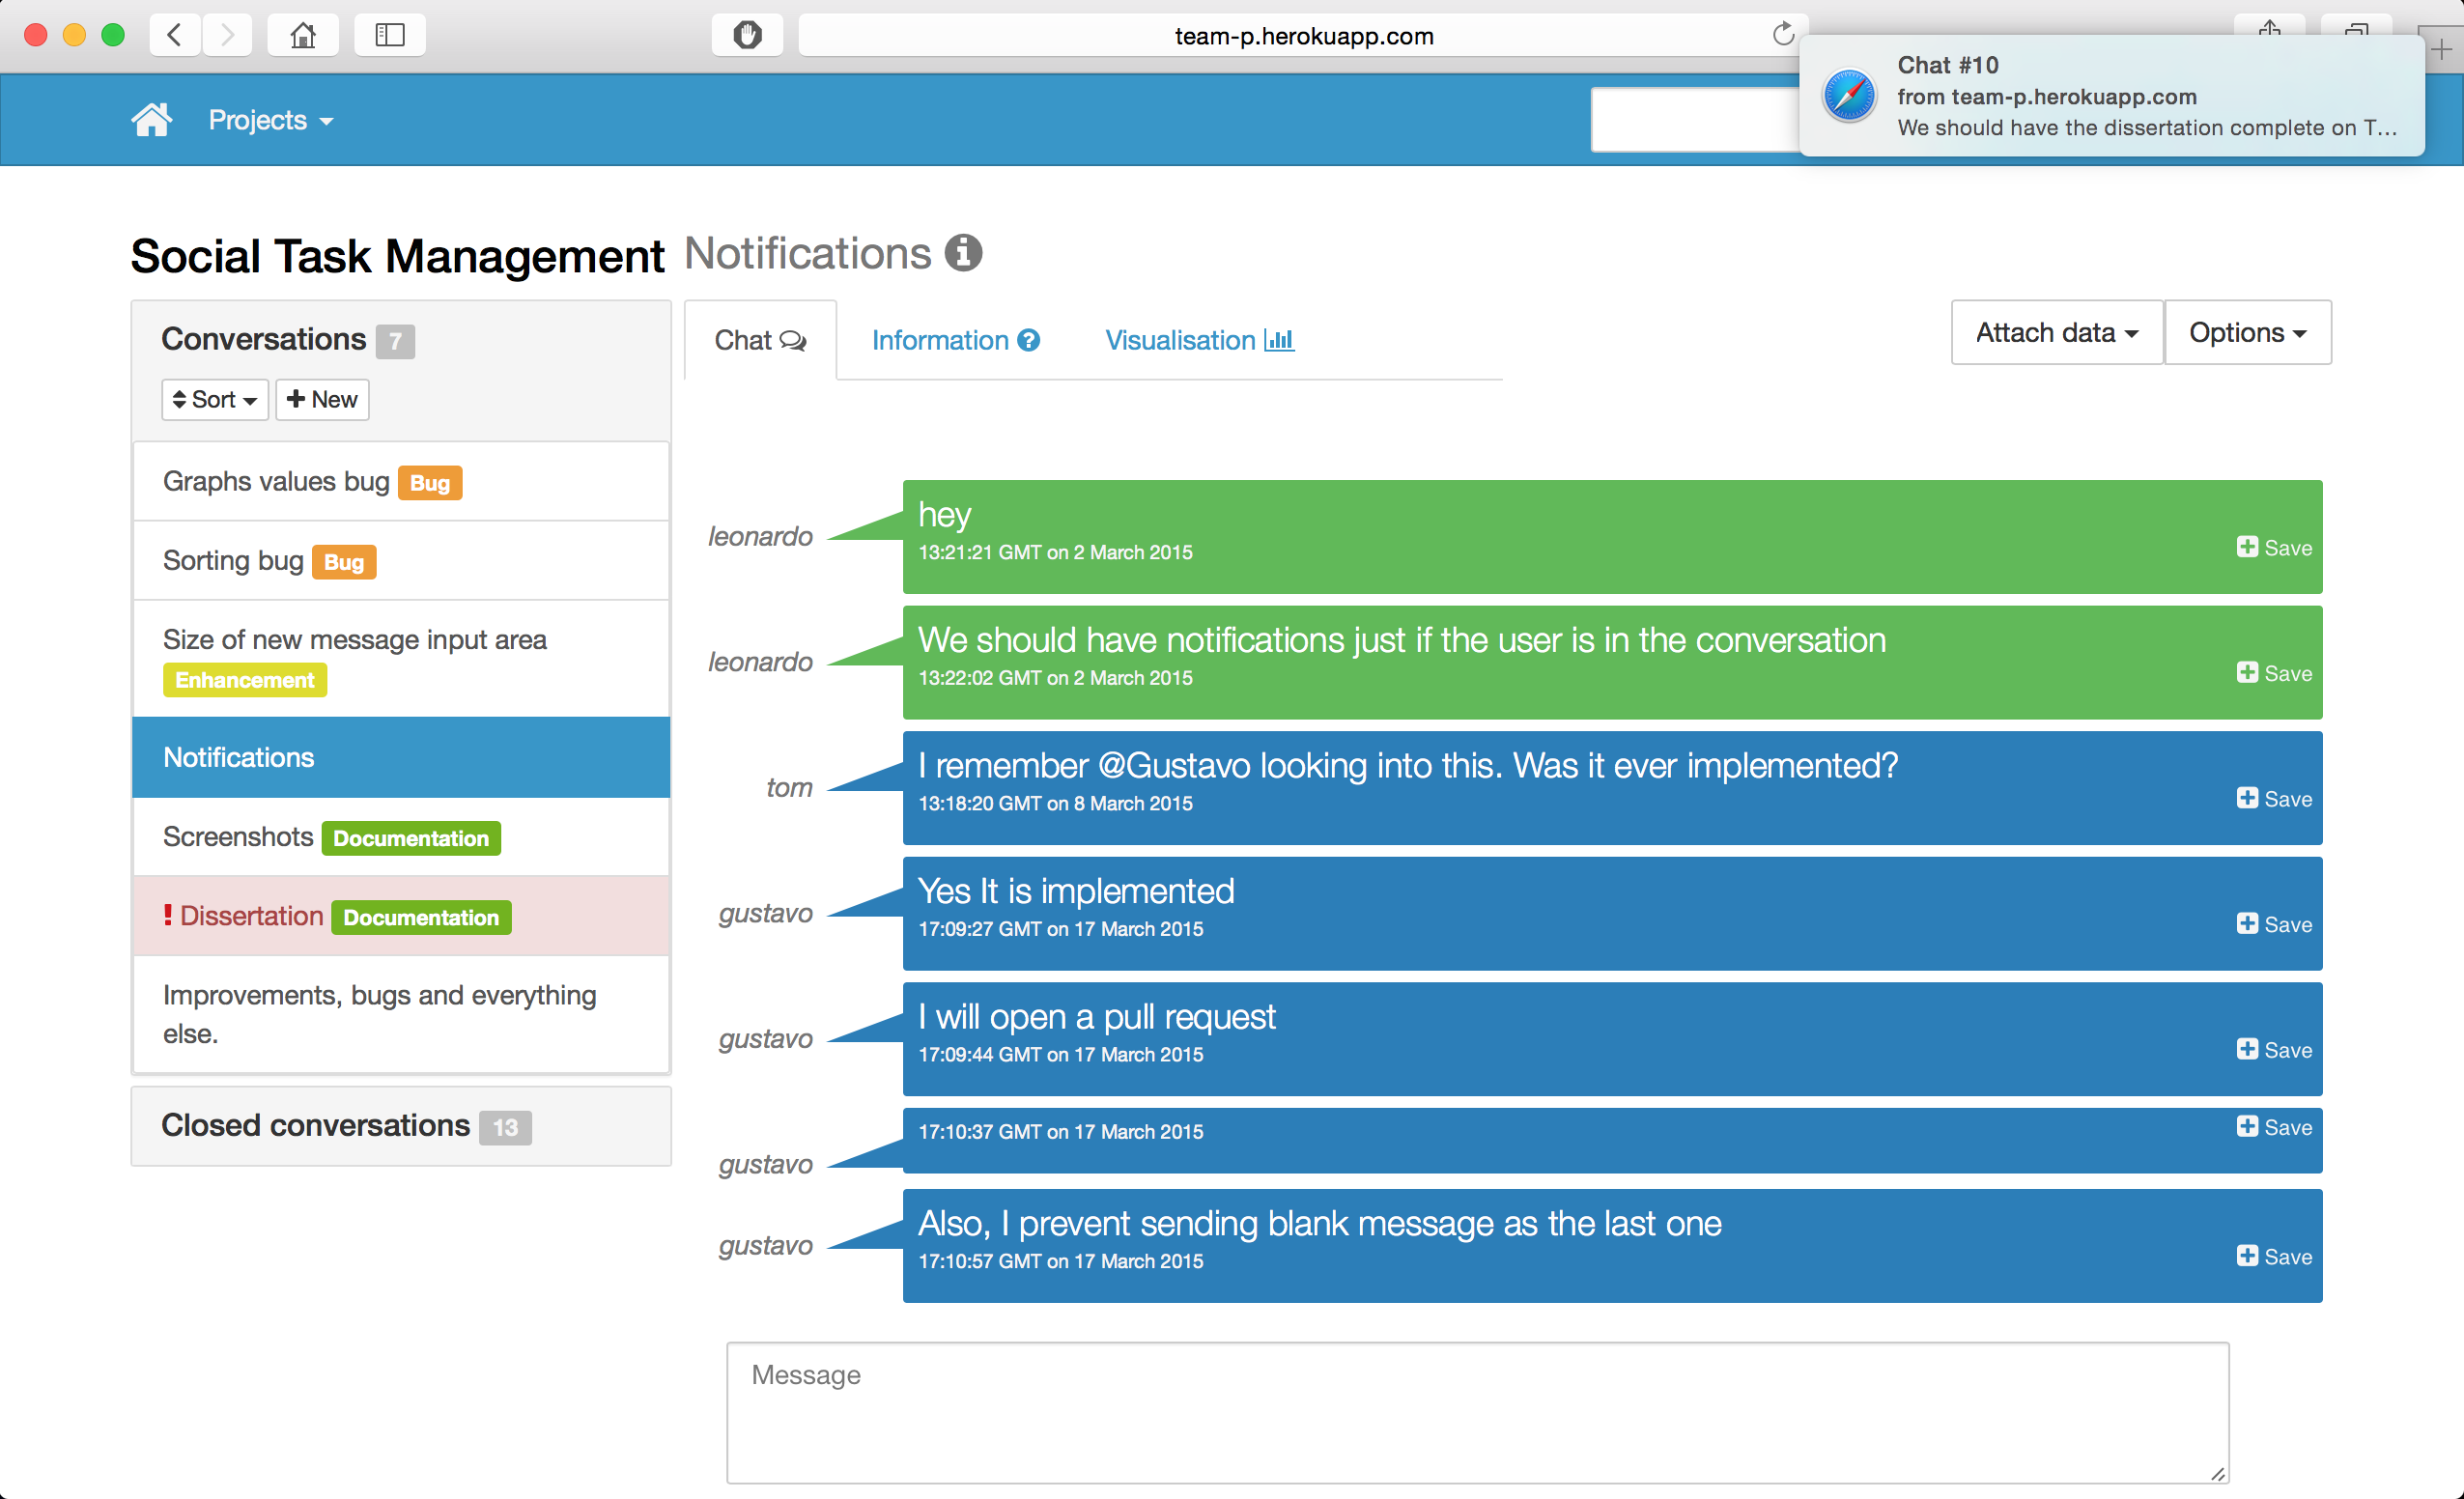 team-p.herokuapp.com
Chat #10
from team-p.herokuapp.com
We should have the dissertation complete on T...
Projects
Social Task Management
Notifications
Conversations 7
Sort
New
Graphs values bug Bug
Sorting bug Bug
Size of new message input area
Enhancement
Notifications
Screenshots Documentation
! Dissertation Documentation
Improvements, bugs and everything
else.
Closed conversations 13
Chat
Information
Visualisation
Attach data
Options
leonardo
hey
13:21:21 GMT on 2 March 2015
Save
leonardo
We should have notifications just if the user is in the conversation
13:22:02 GMT on 2 March 2015
Save
tom
I remember @Gustavo looking into this. Was it ever implemented?
13:18:20 GMT on 8 March 2015
Save
gustavo
Yes It is implemented
17:09:27 GMT on 17 March 2015
Save
gustavo
I will open a pull request
17:09:44 GMT on 17 March 2015
Save
gustavo
17:10:37 GMT on 17 March 2015
Save
gustavo
Also, I prevent sending blank message as the last one
17:10:57 GMT on 17 March 2015
Save
Message